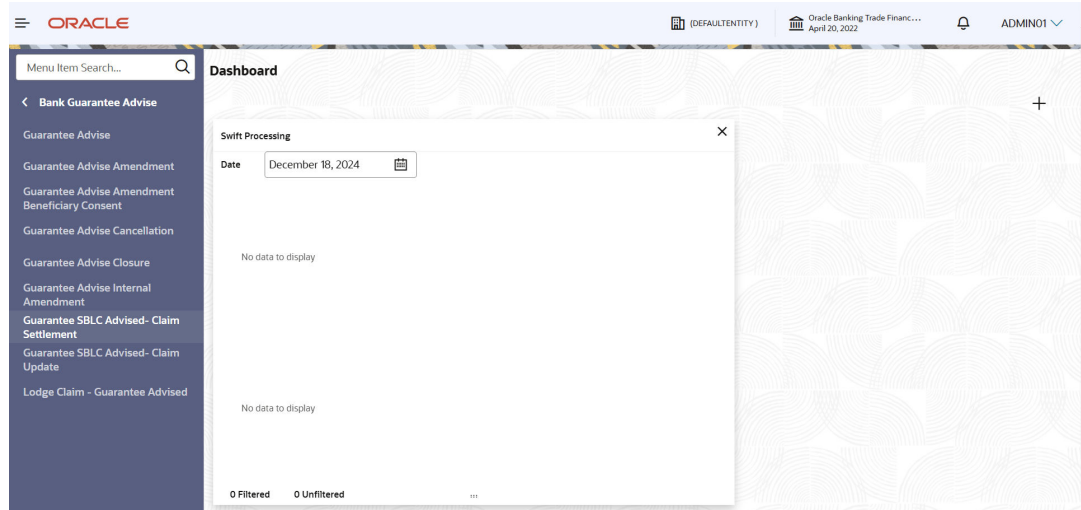 ORACLE
(DEFAULTENTITY )
Oracle Banking Trade Financ...
April 20, 2022
ADMIN01
Menu Item Search...
Bank Guarantee Advise
Guarantee Advise
Guarantee Advise Amendment
Guarantee Advise Amendment
Beneficiary Consent
Guarantee Advise Cancellation
Guarantee Advise Closure
Guarantee Advise Internal
Amendment
Guarantee SBLC Advised- Claim
Settlement
Guarantee SBLC Advised- Claim
Update
Lodge Claim - Guarantee Advised
Dashboard
Swift Processing
Date December 18, 2024
No data to display
No data to display
0 Filtered 0 Unfiltered